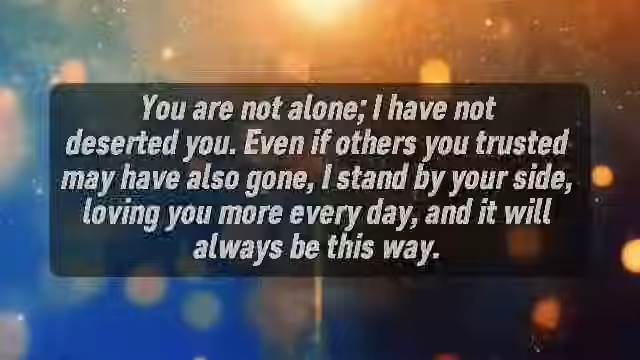 You are not alone; I have not
deserted you. Even if others you trusted
may have also gone, I stand by your side,
loving you more every day, and it will
always be this way.